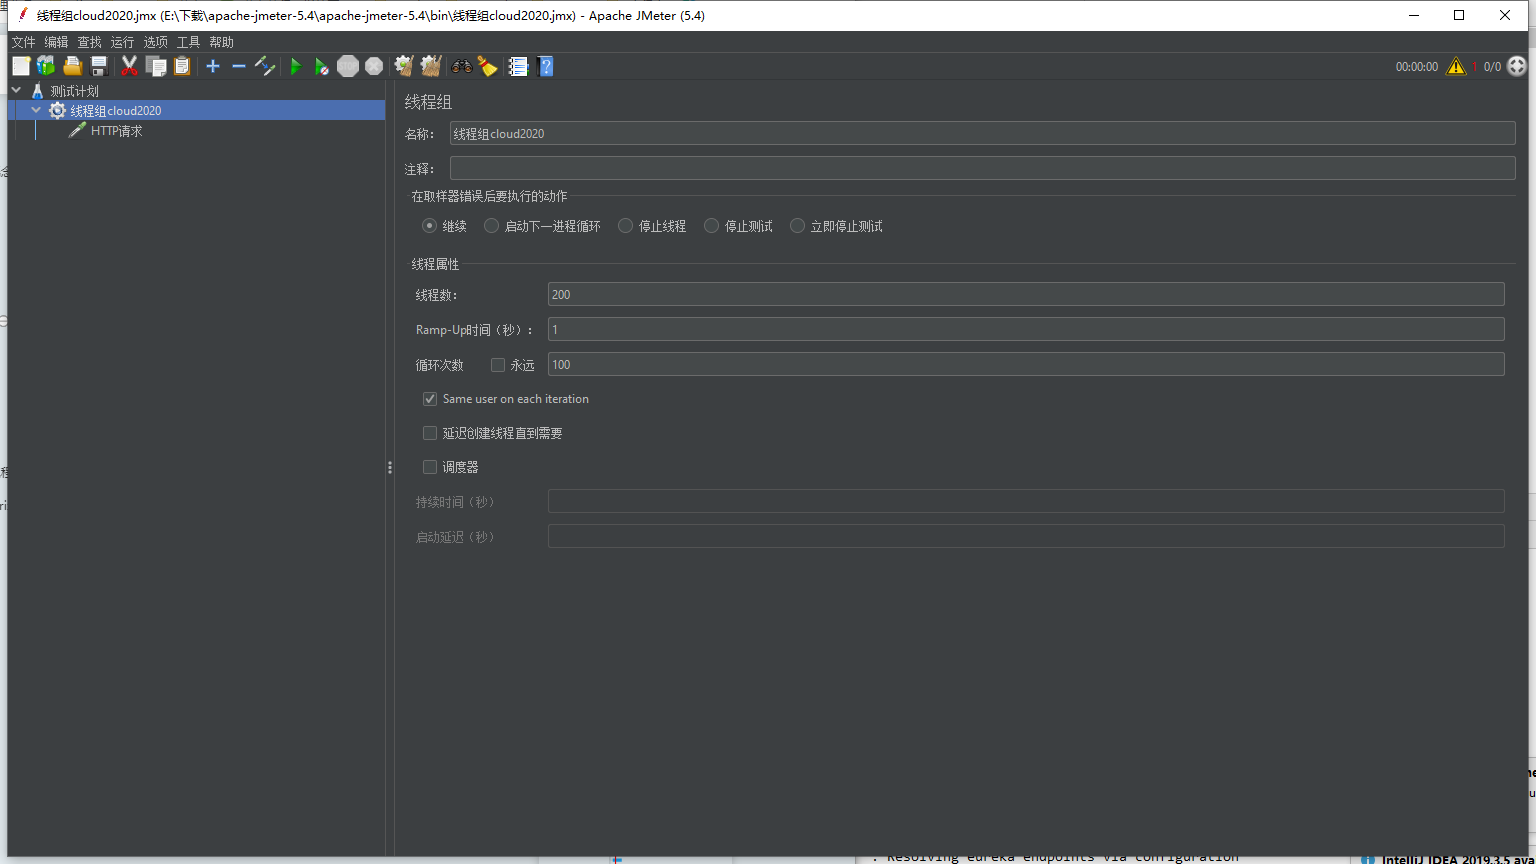 线程组cloud2020.jmx (E:\下载\apache-jmeter-5.4\apache-jmeter-5.4\bin\线程组cloud2020.jmx) - Apache JMeter (5.4)
文件 编辑 查找 运行 选项 工具 帮助
00:00:00 1 0/0
测试计划
线程组cloud2020
HTTP请求
线程组
名称： 线程组cloud2020
注释：
在取样器错误后要执行的动作
继续 启动下一进程循环 停止线程 停止测试 立即停止测试
线程属性
线程数： 200
Ramp-Up时间（秒）： 1
循环次数 永远 100
Same user on each iteration
延迟创建线程直到需要
调度器
持续时间（秒）
启动延迟（秒）
: Resolving eureka endpoints via configuration
IntelliJ IDEA 2019.3.5 ava